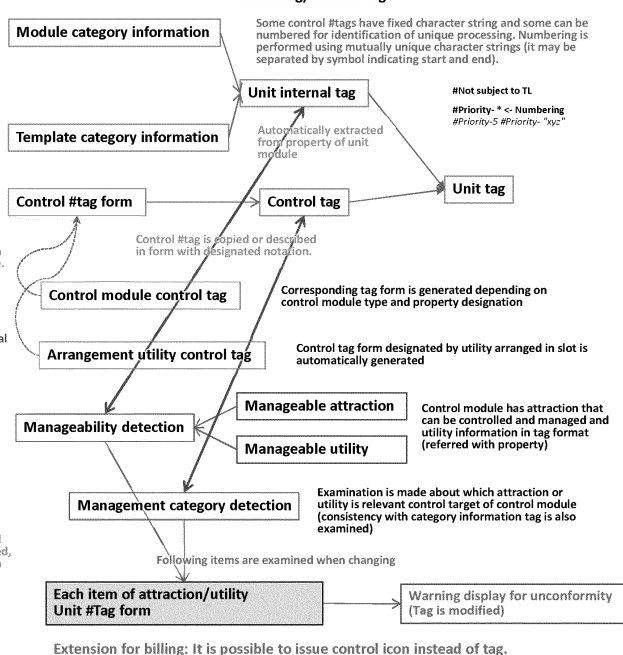 Some control #tags have fixed character string and some can be
numbered for identification of unique processing. Numbering is
performed using mutually unique character strings (it may be
separated by symbol indicating start and end).
Module category information
Unit internal tag
#Not subject to TL
#Priority- * <- Numbering
#Priority-5 #Priority- "xyz"
Automatically extracted
from property of unit
module
Template category information
Unit tag
Control #tag form
Control tag
Control #tag is copied or described
in form with designated notation.
Control module control tag
Corresponding tag form is generated depending on
control module type and property designation
Arrangement utility control tag
Control tag form designated by utility arranged in slot is
automatically generated
Manageable attraction
Manageability detection
Manageable utility
Control module has attraction that
can be controlled and managed and
utility information in tag format
(referred with property)
Management category detection
Examination is made about which attraction or
utility is relevant control target of control module
(consistency with category information tag is also
examined)
Following items are examined when changing
Each item of attraction/utility
Unit #Tag form
Warning display for unconformity
(Tag is modified)
Extension for billing: It is possible to issue control icon instead of tag.